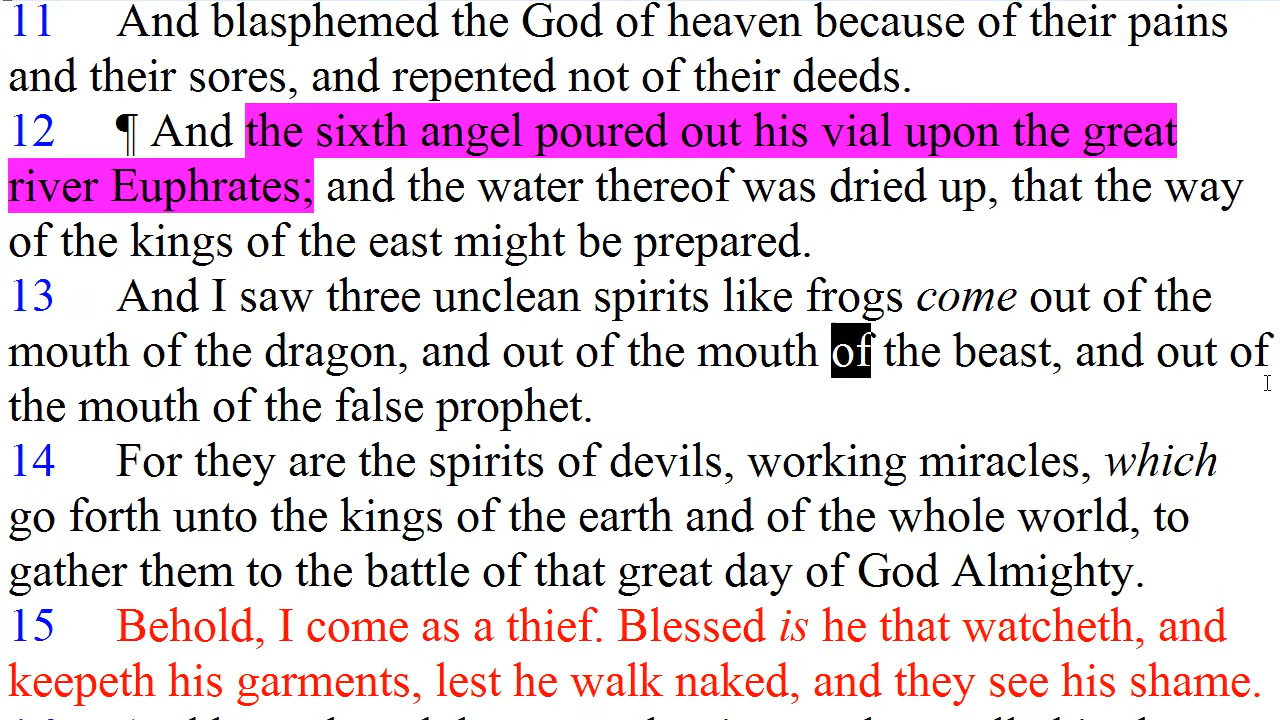 11 And blasphemed the God of heaven because of their pains
and their sores, and repented not of their deeds.
12 ¶ And the sixth angel poured out his vial upon the great
river Euphrates; and the water thereof was dried up, that the way
of the kings of the east might be prepared.
13 And I saw three unclean spirits like frogs come out of the
mouth of the dragon, and out of the mouth of the beast, and out of
the mouth of the false prophet.
14 For they are the spirits of devils, working miracles, which
go forth unto the kings of the earth and of the whole world, to
gather them to the battle of that great day of God Almighty.
15 Behold, I come as a thief. Blessed is he that watcheth, and
keepeth his garments, lest he walk naked, and they see his shame.